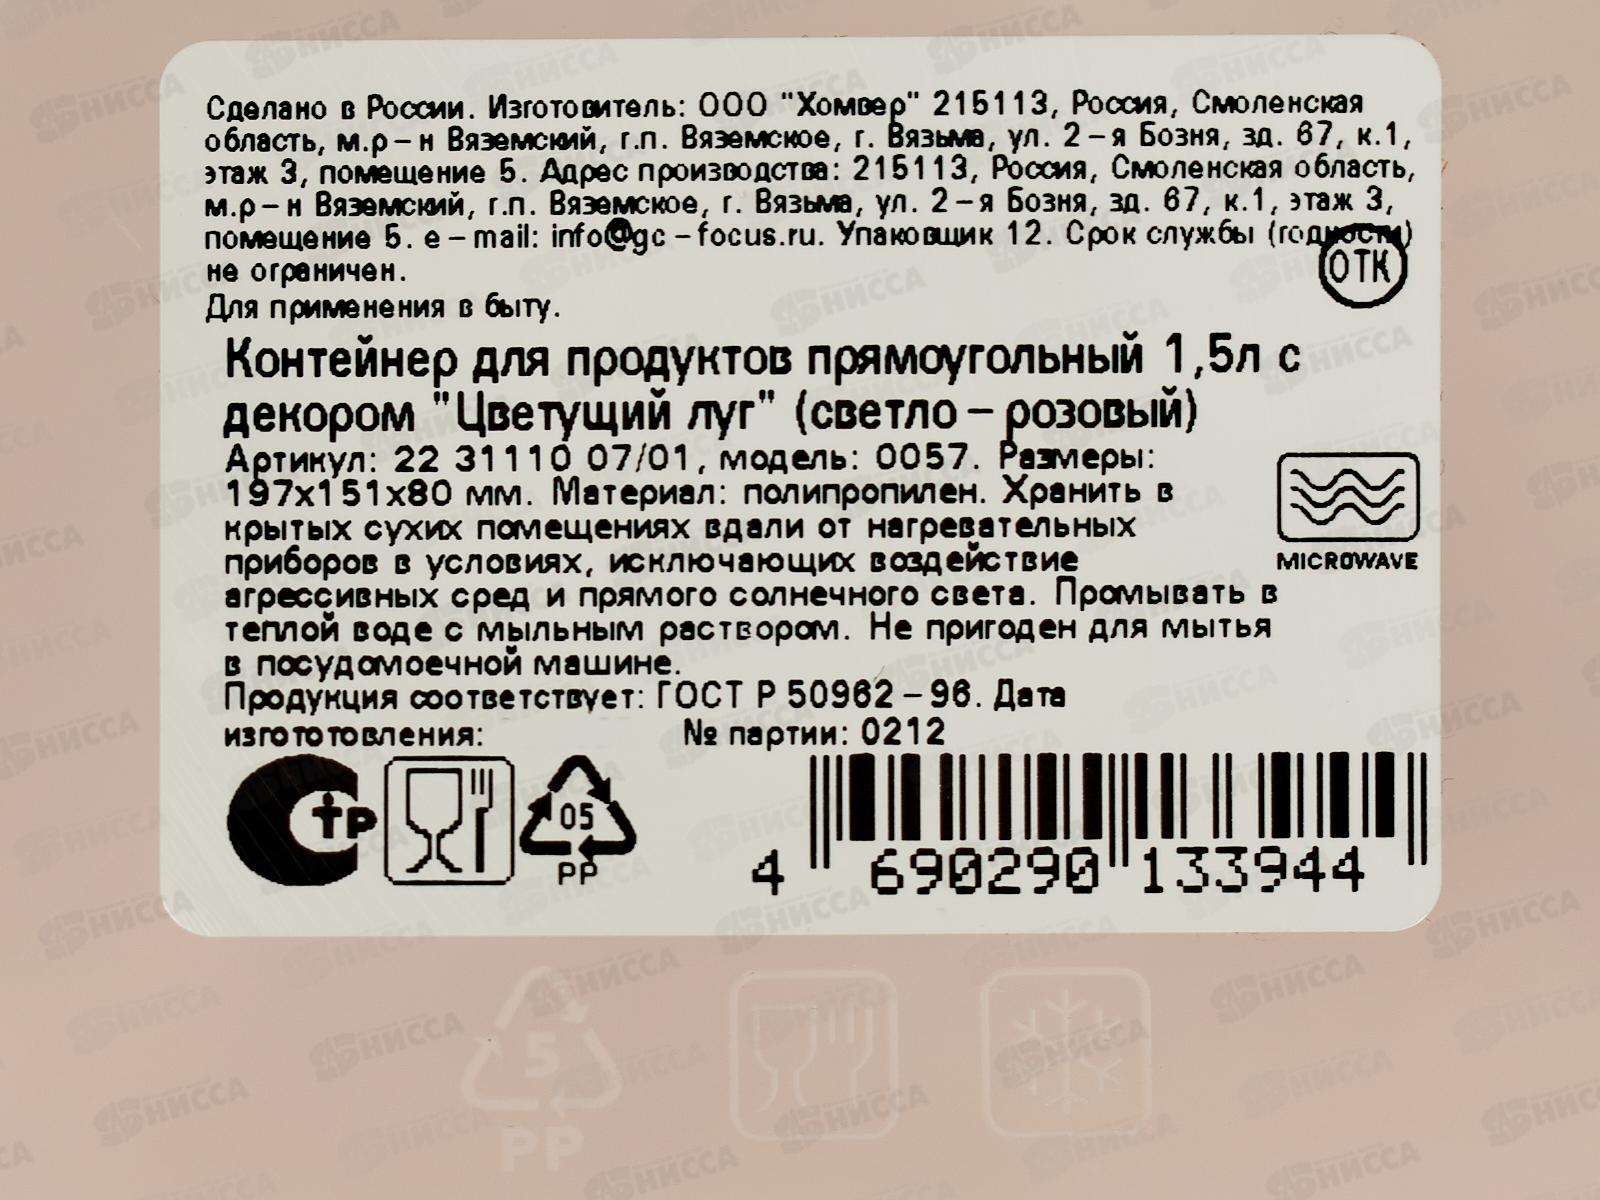 Сделано в России. Изготовитель: ООО "Хомвер" 215113, Россия, Смоленская
область, м.р-н Вяземский, г.п. Вяземское, г. Вязьма, ул. 2-я Бозня, зд. 67, к.1,
этаж 3, помещение 5. Адрес производства: 215113, Россия, Смоленская область,
м.р-н Вяземский, г.п. Вяземское, г. Вязьма, ул. 2-я Бозня, зд. 67, к.1, этаж 3,
помещение 5. e-mail: info@gc-focus.ru. Упаковщик 12. Срок службы (годности)
не ограничен.
ОТК
Для применения в быту.
Контейнер для продуктов прямоугольный 1,5л с
декором "Цветущий луг" (светло-розовый)
Артикул: 22 31110 07/01, модель: 0057. Размеры:
197х151х80 мм. Материал: полипропилен. Хранить в
крытых сухих помещениях вдали от нагревательных
приборов в условиях, исключающих воздействие
MICROWAVE
агрессивных сред и прямого солнечного света. Промывать в
теплой воде с мыльным раствором. Не пригоден для мытья
в посудомоечной машине.
Продукция соответствует: ГОСТ Р 50962-96. Дата
изгототовления: № партии: 0212
СТР
05
PP
4 690290 133944
5
PP
НИССА